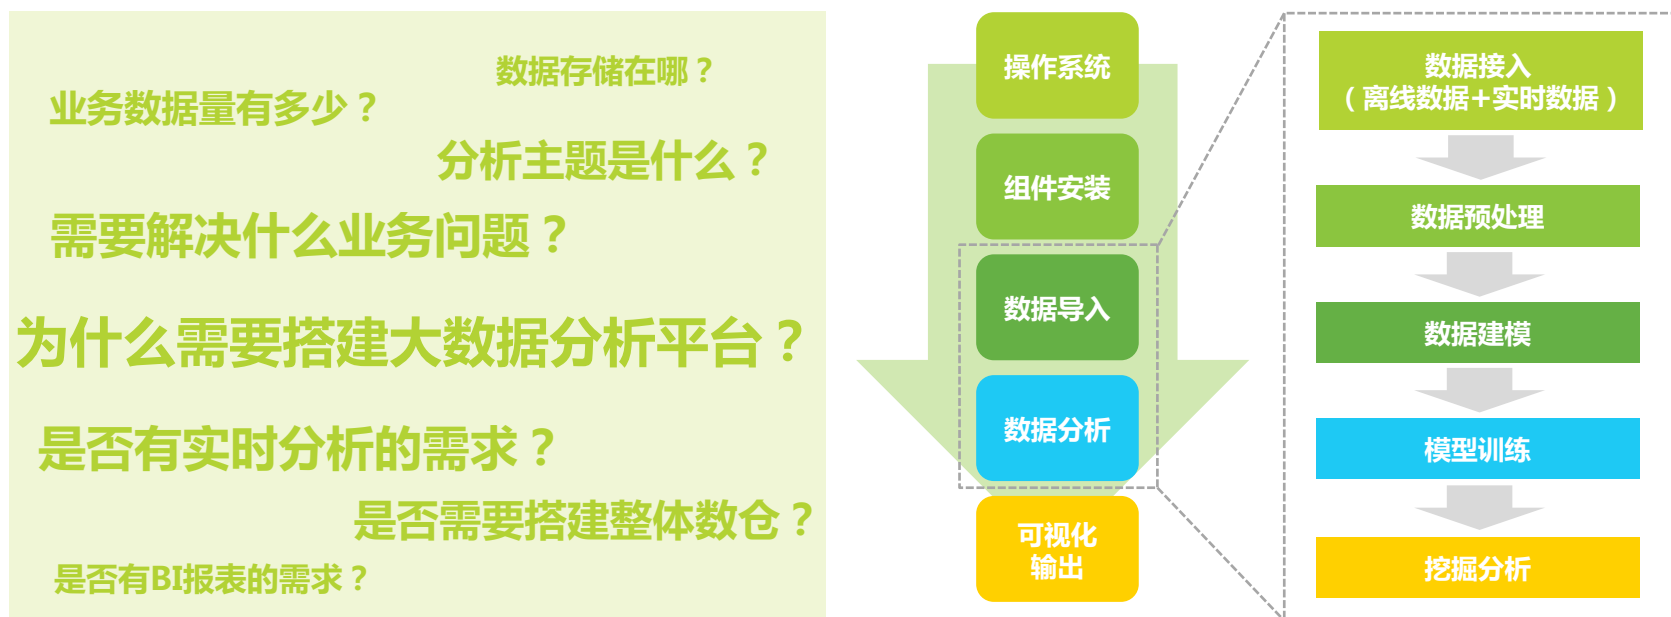 数据存储在哪？
业务数据量有多少？
分析主题是什么？
需要解决什么业务问题？
为什么需要搭建大数据分析平台？
是否有实时分析的需求？
是否需要搭建整体数仓？
是否有BI报表的需求？
操作系统
组件安装
数据导入
数据分析
可视化
输出
数据接入
（离线数据+实时数据）
数据预处理
数据建模
模型训练
挖掘分析